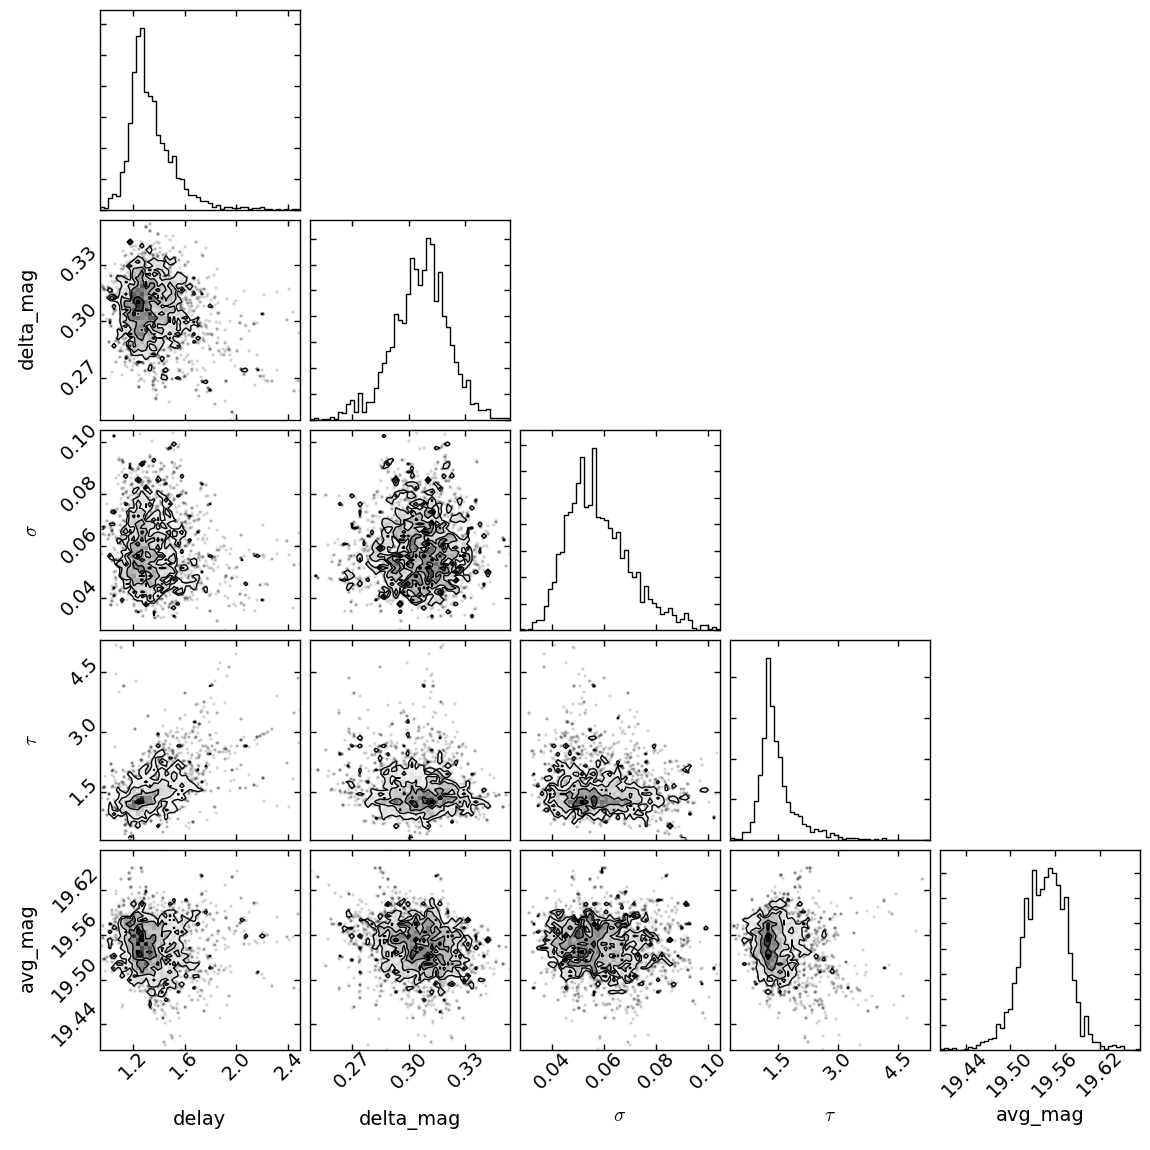 delta_mag
0.33
0.30
0.27
σ
0.10
0.08
0.06
0.04
τ
4.5
3.0
1.5
avg_mag
19.62
19.56
19.50
19.44
1.2 1.6 2.0 2.4 0.27 0.30 0.33 0.04 0.06 0.08 0.10 1.5 3.0 4.5 19.44 19.50 19.56 19.62
delay delta_mag σ τ avg_mag